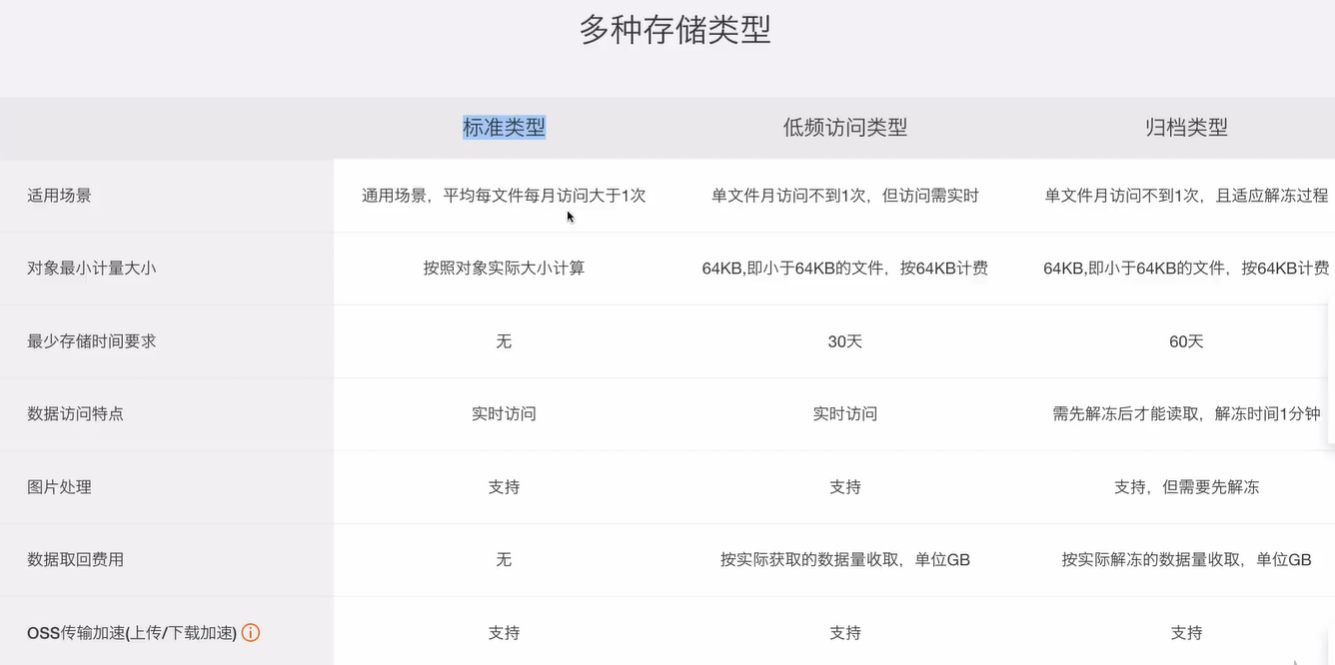 多种存储类型
标准类型 低频访问类型 归档类型
适用场景 通用场景，平均每文件每月访问大于1次 单文件月访问不到1次，但访问需实时 单文件月访问不到1次，且适应解冻过程
对象最小计量大小 按照对象实际大小计算 64KB,即小于64KB的文件，按64KB计费 64KB,即小于64KB的文件，按64KB计费
最少存储时间要求 无 30天 60天
数据访问特点 实时访问 实时访问 需先解冻后才能读取，解冻时间1分钟
图片处理 支持 支持 支持，但需要先解冻
数据取回费用 无 按实际获取的数据量收取，单位GB 按实际解冻的数据量收取，单位GB
OSS传输加速(上传/下载加速) 支持 支持 支持